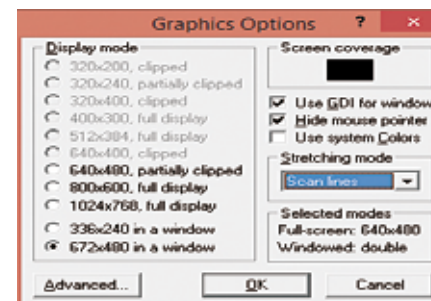 Graphics Options ? ×
Display mode
320x200, clipped
320x240, partially clipped
320x400, clipped
400x300, full display
512x384, full display
640x400, clipped
640x480, partially clipped
800x600, full display
1024x768, full display
336x240 in a window
672x480 in a window
Screen coverage
Use GDI for window
Hide mouse pointer
Use system Colors
Stretching mode
Scan lines
Selected modes
Full-screen: 640x480
Windowed: double
Advanced...
OK
Cancel